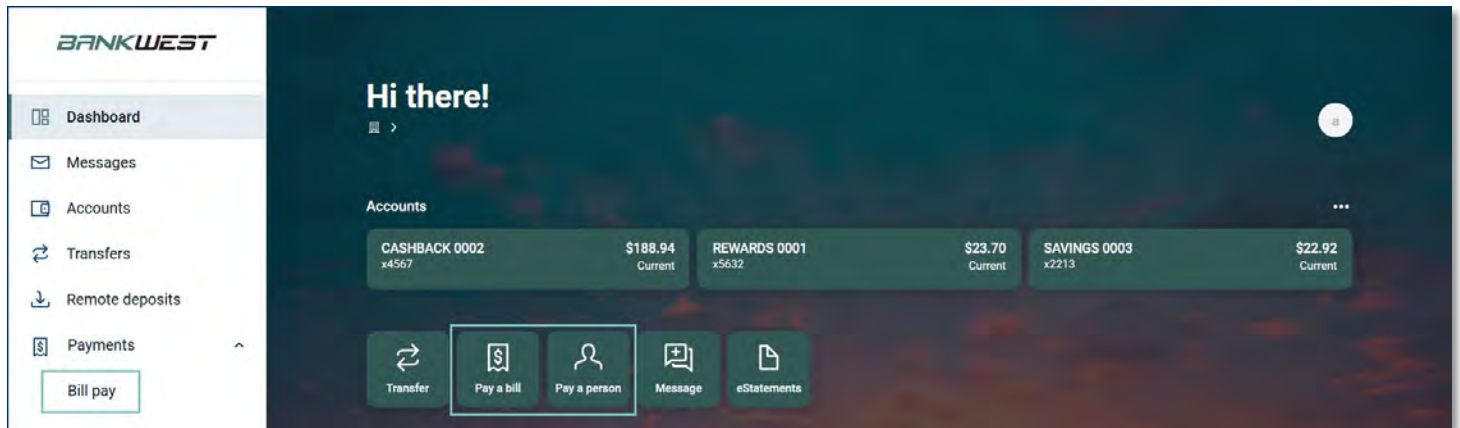 BANKWEST
Dashboard
Messages
Accounts
Transfers
Remote deposits
Payments
Bill pay
Hi there!
a
Accounts
CASHBACK 0002 $188.94
x4567 Current
REWARDS 0001 $23.70
x5632 Current
SAVINGS 0003 $22.92
x2213 Current
Transfer
Pay a bill
Pay a person
Message
eStatements